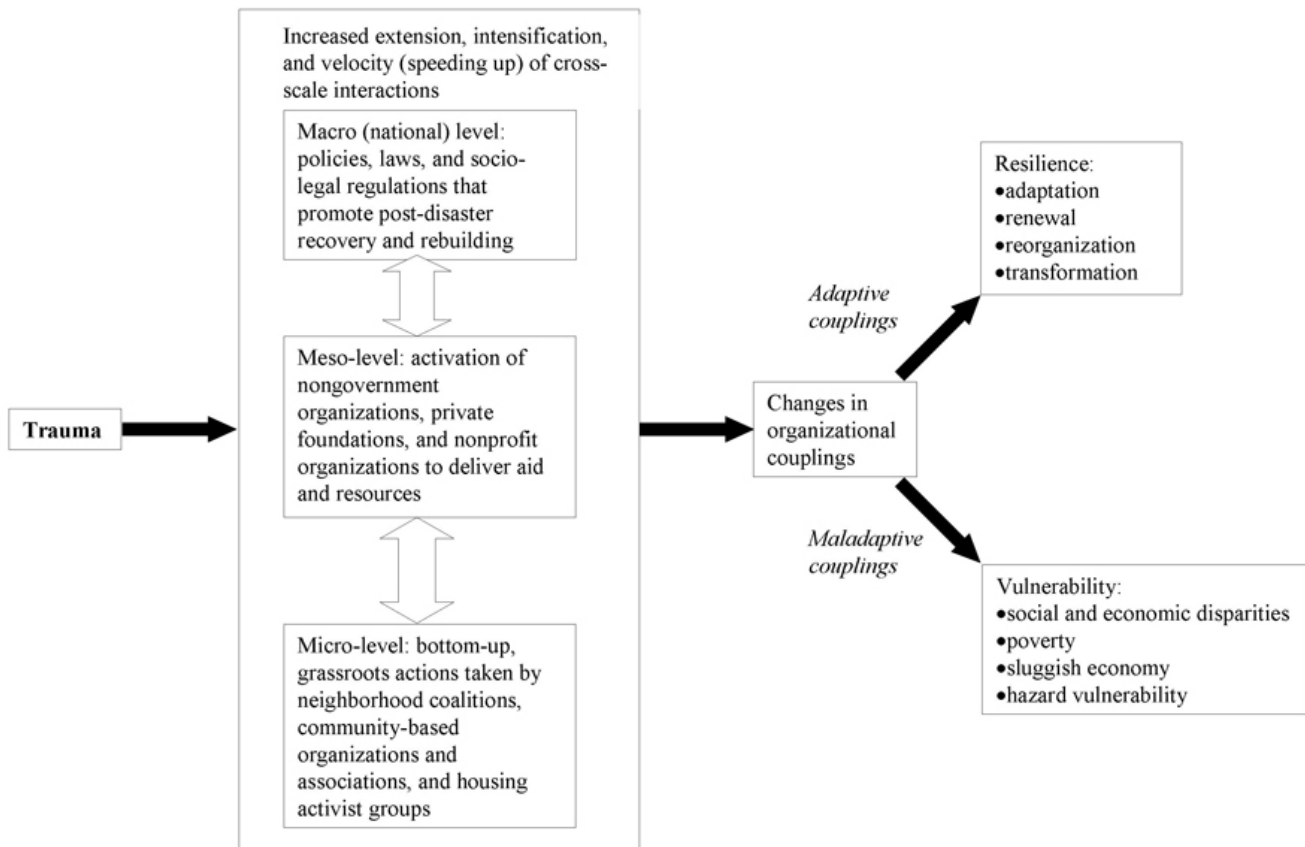 Increased extension, intensification,
and velocity (speeding up) of cross-
scale interactions
Macro (national) level:
policies, laws, and socio-
legal regulations that
promote post-disaster
recovery and rebuilding
Meso-level: activation of
nongovernment
organizations, private
foundations, and nonprofit
organizations to deliver aid
and resources
Micro-level: bottom-up,
grassroots actions taken by
neighborhood coalitions,
community-based
organizations and
associations, and housing
activist groups
Trauma
Changes in
organizational
couplings
Adaptive
couplings
Resilience:
•adaptation
•renewal
•reorganization
•transformation
Maladaptive
couplings
Vulnerability:
•social and economic disparities
•poverty
•sluggish economy
•hazard vulnerability